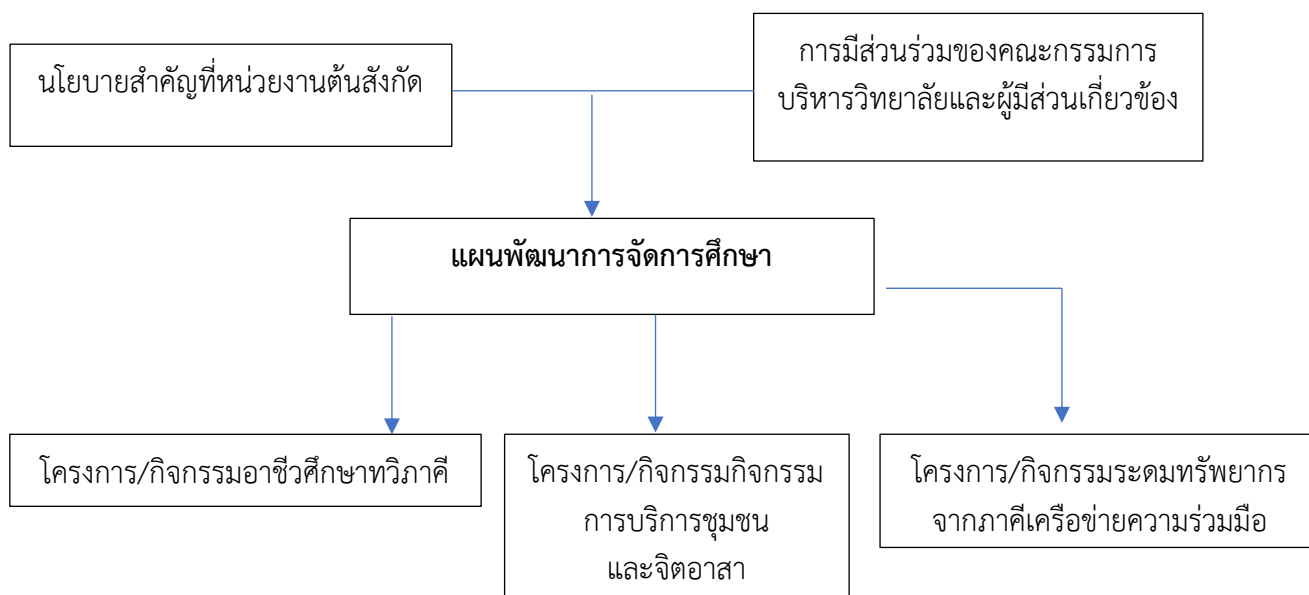 นโยบายสำคัญที่หน่วยงานต้นสังกัด
การมีส่วนร่วมของคณะกรรมการ
บริหารวิทยาลัยและผู้มีส่วนเกี่ยวข้อง
แผนพัฒนาการจัดการศึกษา
โครงการ/กิจกรรมอาชีวศึกษาทวิภาคี
โครงการ/กิจกรรมกิจกรรม
การบริการชุมชน
และจิตอาสา
โครงการ/กิจกรรมระดมทรัพยากร
จากภาคีเครือข่ายความร่วมมือ